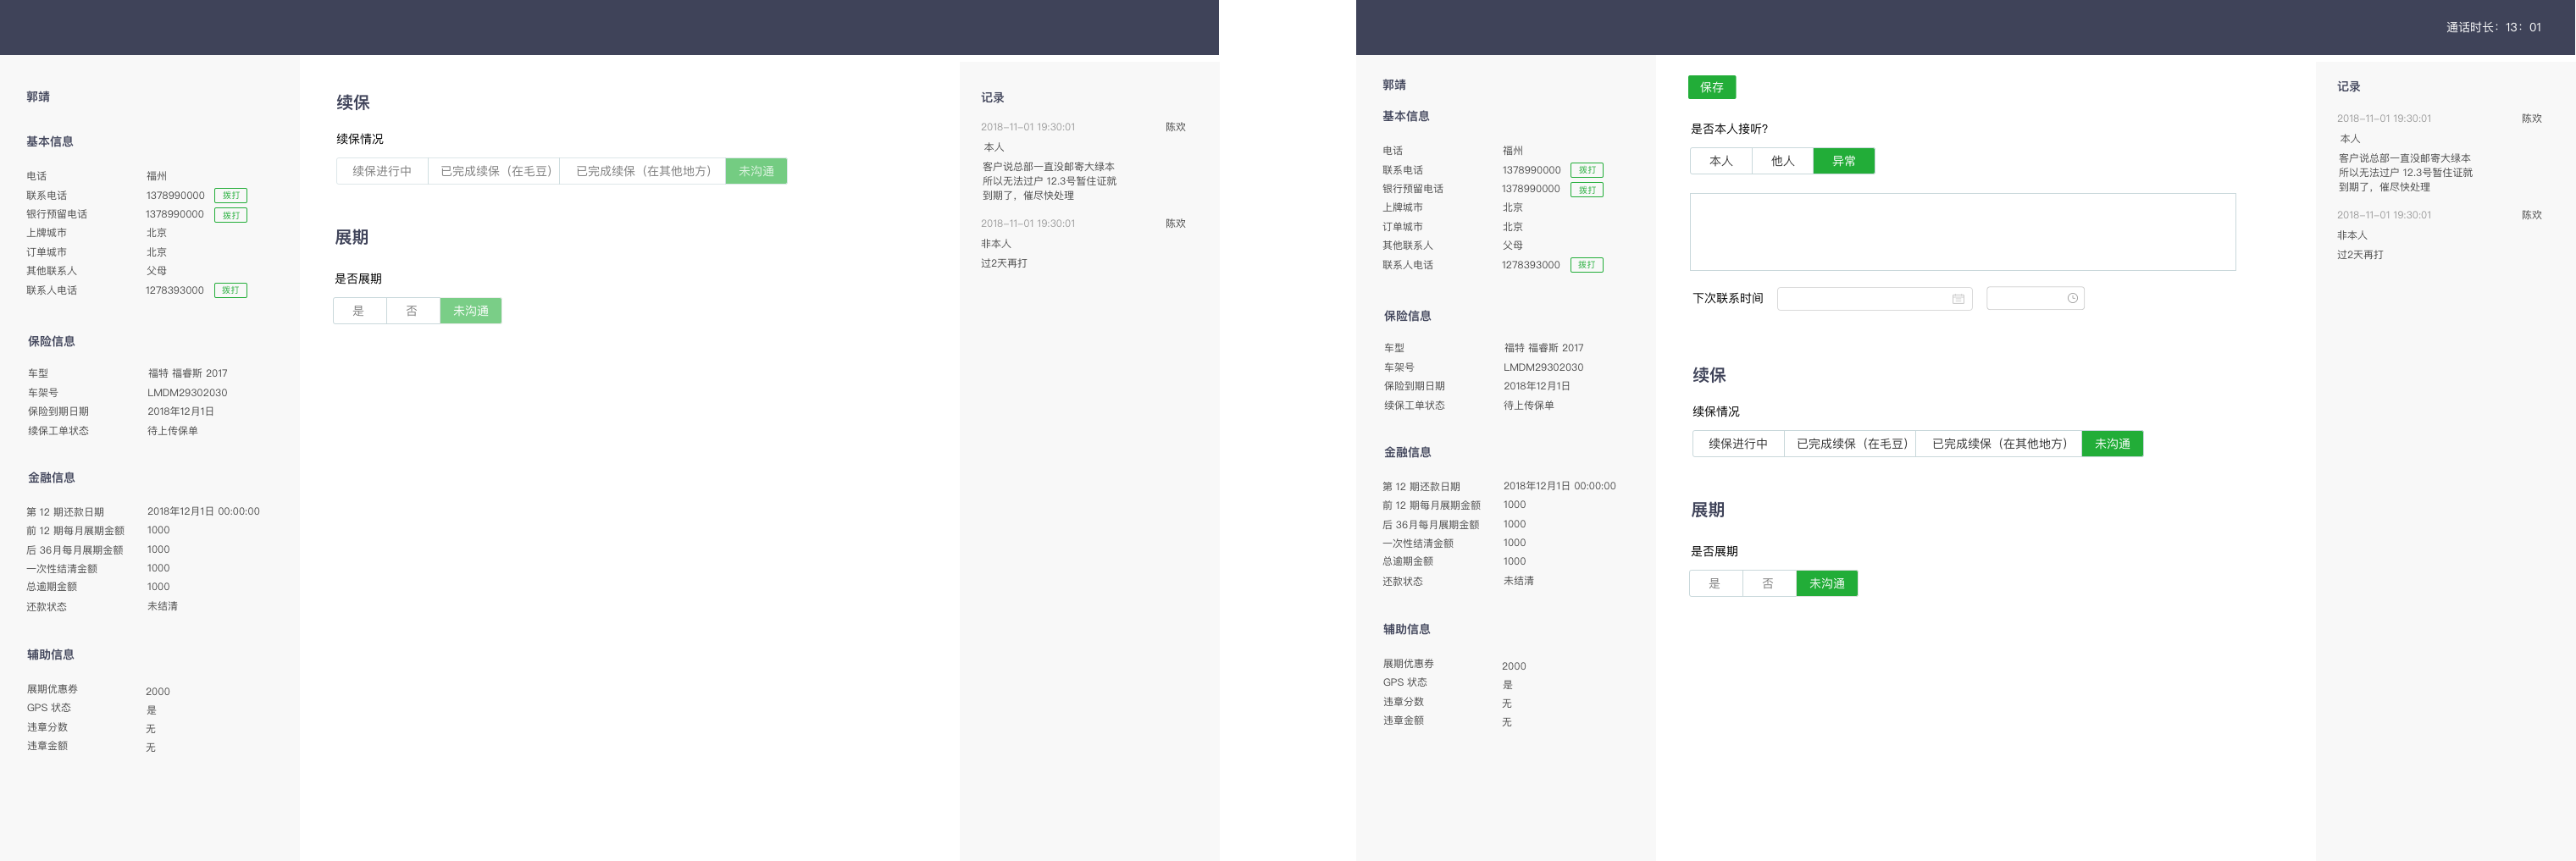 郭靖
基本信息
电话 福州
联系电话 1378990000 拨打
银行预留电话 1378990000 拨打
上牌城市 北京
订单城市 北京
其他联系人 父母
联系人电话 1278393000 拨打
保险信息
车型 福特 福睿斯 2017
车架号 LMDM29302030
保险到期日期 2018年12月1日
续保工单状态 待上传保单
金融信息
第 12 期还款日期 2018年12月1日 00:00:00
前 12 期每月展期金额 1000
后 36月每月展期金额 1000
一次性结清金额 1000
总逾期金额 1000
还款状态 未结清
辅助信息
展期优惠券 2000
GPS 状态 是
违章分数 无
违章金额 无
续保
续保情况
续保进行中 已完成续保（在毛豆） 已完成续保（在其他地方） 未沟通
展期
是否展期
是 否 未沟通
记录
2018-11-01 19:30:01 陈欢
本人
客户说总部一直没邮寄大绿本
所以无法过户 12.3号暂住证就
到期了，催尽快处理
2018-11-01 19:30:01 陈欢
非本人
过2天再打
通话时长：13：01
郭靖
基本信息
电话 福州
联系电话 1378990000 拨打
银行预留电话 1378990000 拨打
上牌城市 北京
订单城市 北京
其他联系人 父母
联系人电话 1278393000 拨打
保险信息
车型 福特 福睿斯 2017
车架号 LMDM29302030
保险到期日期 2018年12月1日
续保工单状态 待上传保单
金融信息
第 12 期还款日期 2018年12月1日 00:00:00
前 12 期每月展期金额 1000
后 36月每月展期金额 1000
一次性结清金额 1000
总逾期金额 1000
还款状态 未结清
辅助信息
展期优惠券 2000
GPS 状态 是
违章分数 无
违章金额 无
保存
是否本人接听?
本人 他人 异常
下次联系时间
续保
续保情况
续保进行中 已完成续保（在毛豆） 已完成续保（在其他地方） 未沟通
展期
是否展期
是 否 未沟通
记录
2018-11-01 19:30:01 陈欢
本人
客户说总部一直没邮寄大绿本
所以无法过户 12.3号暂住证就
到期了，催尽快处理
2018-11-01 19:30:01 陈欢
非本人
过2天再打